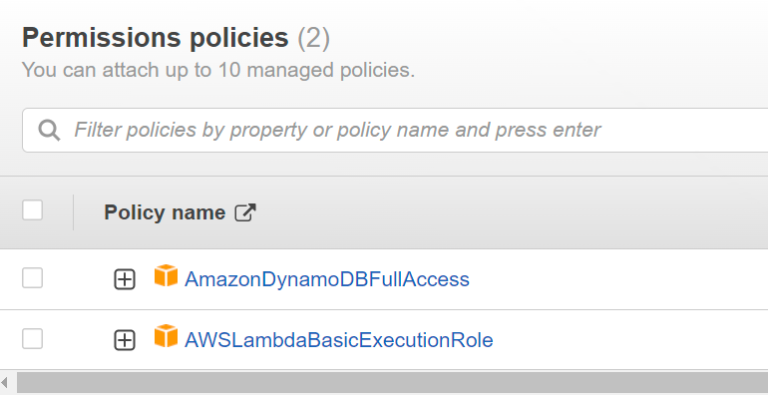 Permissions policies (2)
You can attach up to 10 managed policies.
Filter policies by property or policy name and press enter
Policy name
AmazonDynamoDBFullAccess
AWSLambdaBasicExecutionRole